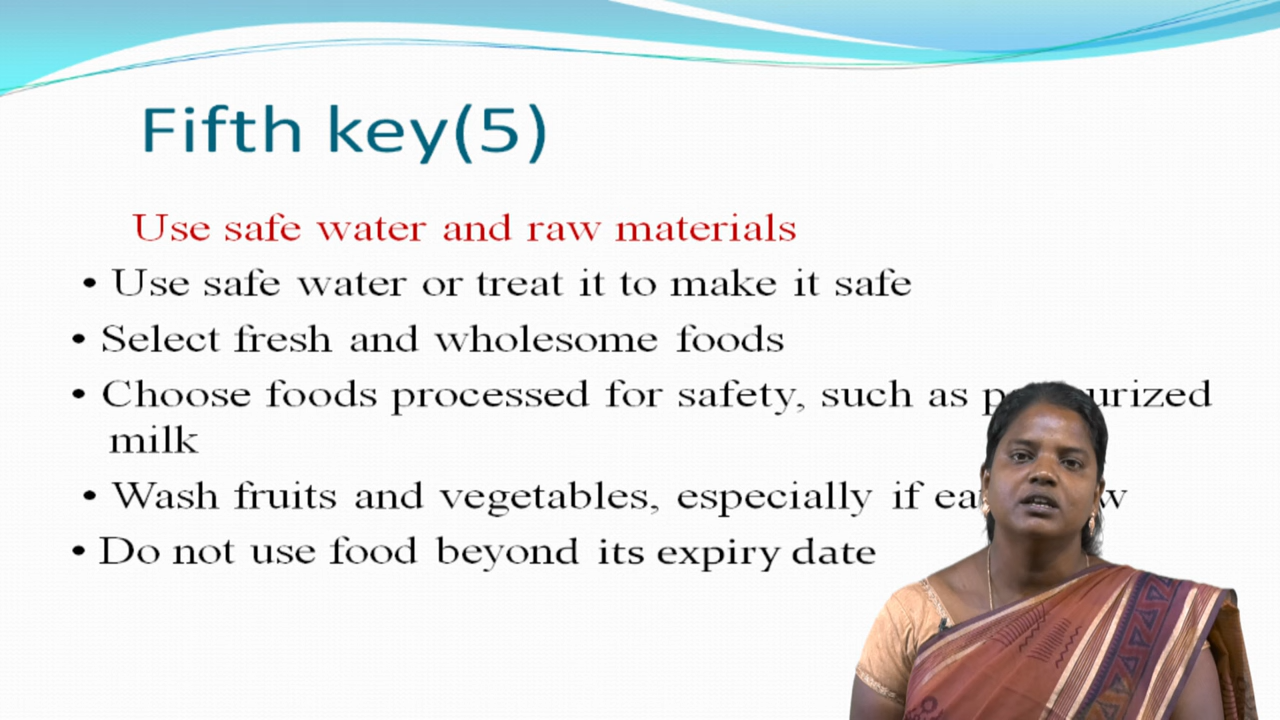 Fifth key(5)
Use safe water and raw materials
• Use safe water or treat it to make it safe
• Select fresh and wholesome foods
• Choose foods processed for safety, such as
milk
• Wash fruits and vegetables, especially if
• Do not use food beyond its expiry date